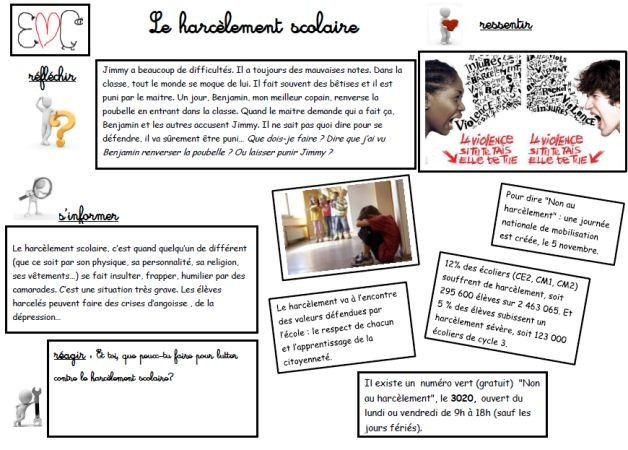 EMC
Le harcèlement scolaire
ressentir
réfléchir
Jimmy a beaucoup de difficultés. Il a toujours des mauvaises notes. Dans la
classe, tout le monde se moque de lui. Il fait souvent des bêtises et il est
puni par le maitre. Un jour, Benjamin, mon meilleur copain, renverse la
poubelle en entrant dans la classe. Quand le maitre demande qui a fait ça,
Benjamin et les autres accusent Jimmy. Il ne sait pas quoi dire pour se
défendre, il va sûrement être puni... Que dois-je faire ? Dire que j'ai vu
Benjamin renverser la poubelle ? Ou laisser punir Jimmy ?
INJURES
HARCÈLEMENT
Racket
Violence
LA VIOLENCE
SI TU TE TAIS
ELLE TE TUE
Violence
Racket
INJURES
LA VIOLENCE
SI TU TE TAIS
ELLE TE TUE
s'informer
Le harcèlement scolaire, c'est quand quelqu'un de différent
(que ce soit par son physique, sa personnalité, sa religion,
ses vêtements...) se fait insulter, frapper, humilier par des
camarades. C'est une situation très grave. Les élèves
harcelés peuvent faire des crises d'angoisse , de la
dépression...
Pour dire "Non au
harcèlement" : une journée
nationale de mobilisation
est créée, le 5 novembre.
12% des écoliers (CE2, CM1, CM2)
souffrent de harcèlement, soit
295 600 élèves sur 2 463 065. Et
5 % des élèves subissent un
harcèlement sévère, soit 123 000
écoliers de cycle 3.
Le harcèlement va à l'encontre
des valeurs défendues par
l'école : le respect de chacun
et l'apprentissage de la
citoyenneté.
réagir : Et toi, que peux-tu faire pour lutter
contre le harcèlement scolaire?
Il existe un numéro vert (gratuit) "Non
au harcèlement", le 3020, ouvert du
lundi ou vendredi de 9h à 18h (sauf les
jours fériés).